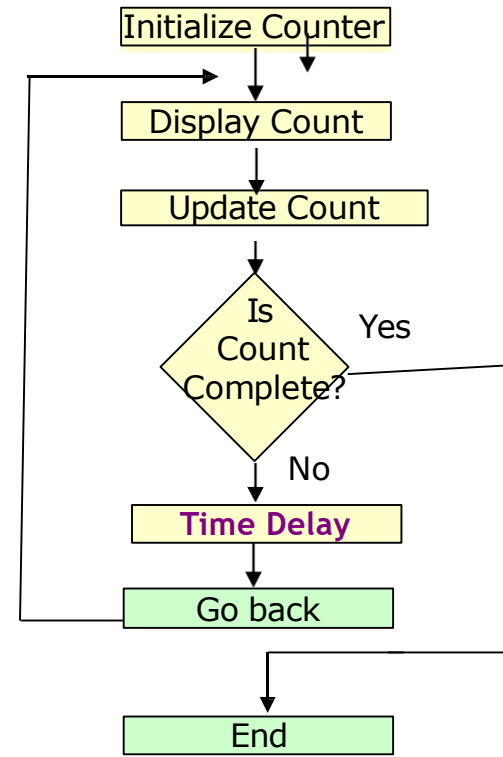 Initialize Counter
Display Count
Update Count
Is
Count
Complete?
Yes
No
Time Delay
Go back
End